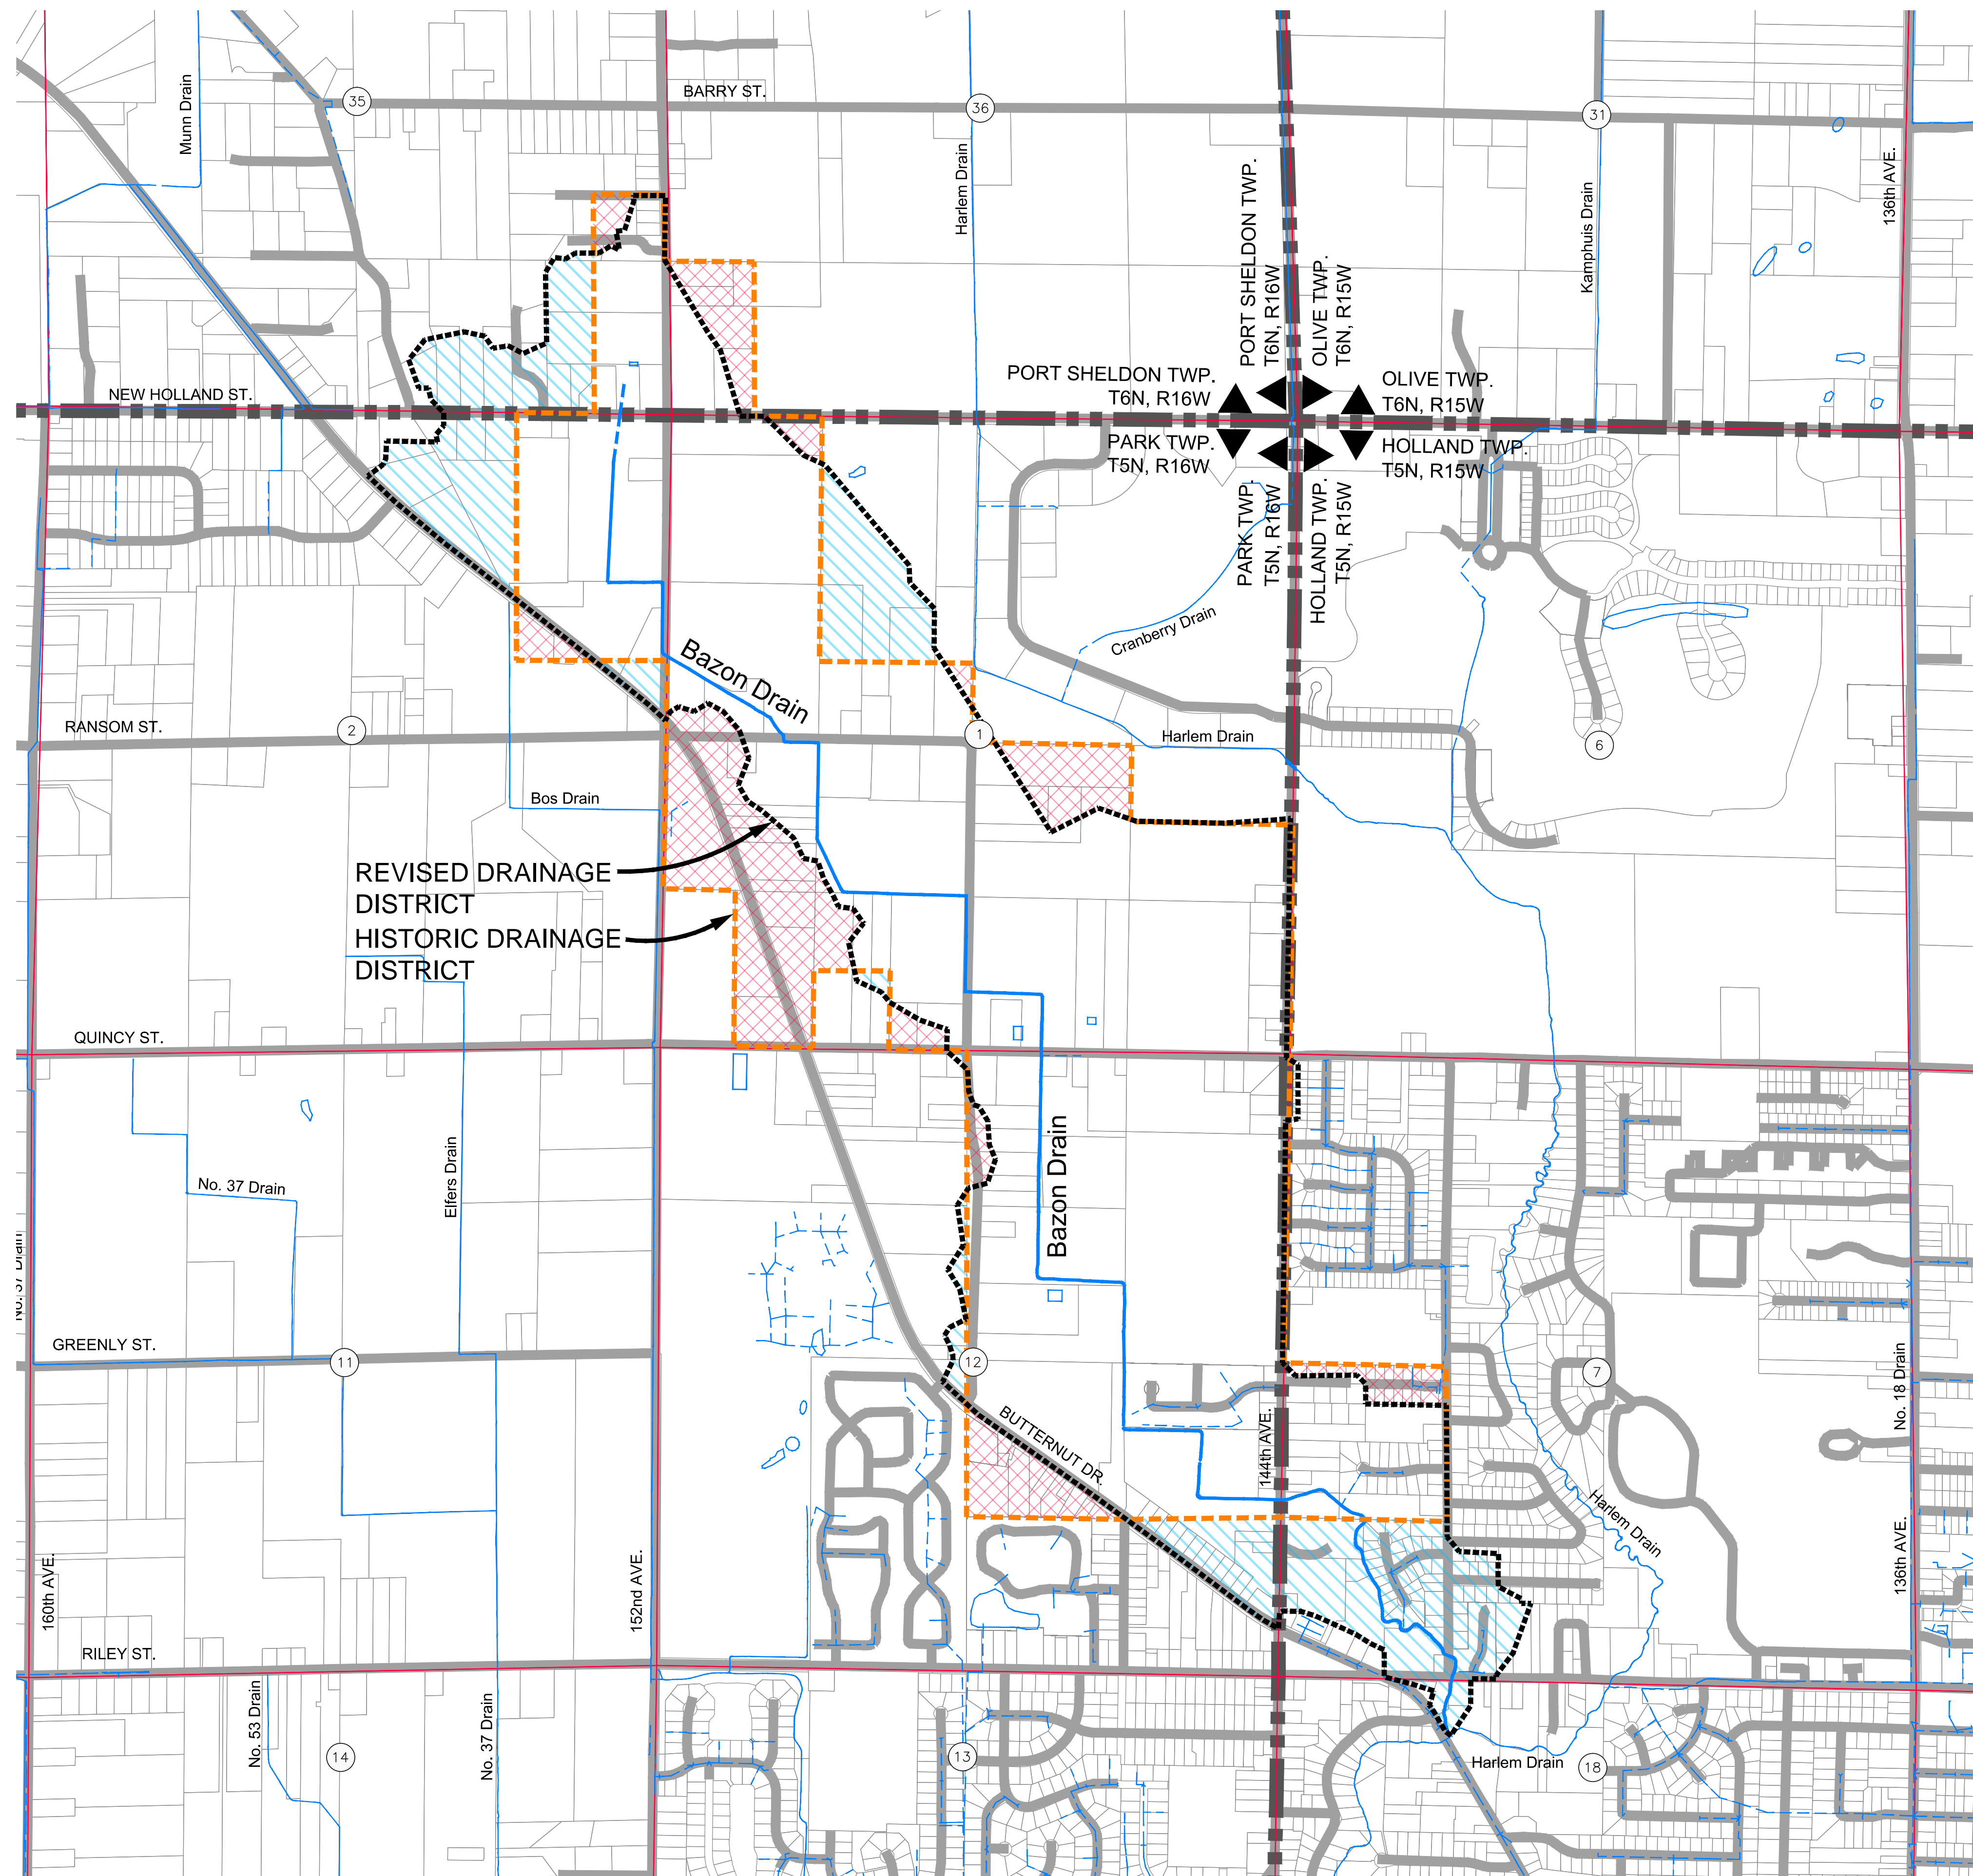 BARRY ST.
35
36
31
Munn Drain
Harlem Drain
Kamphuis Drain
136th AVE.
PORT SHELDON TWP.
T6N, R16W
OLIVE TWP.
T6N, R15W
NEW HOLLAND ST.
PORT SHELDON TWP.
T6N, R16W
OLIVE TWP.
T6N, R15W
PARK TWP.
T5N, R16W
HOLLAND TWP.
T5N, R15W
PARK TWP.
T5N, R16W
HOLLAND TWP.
T5N, R15W
Cranberry Drain
Bazon Drain
RANSOM ST.
2
1
Harlem Drain
6
Bos Drain
REVISED DRAINAGE
DISTRICT
HISTORIC DRAINAGE
DISTRICT
QUINCY ST.
No. 37 Drain
Elfers Drain
Bazon Drain
No. 37 Drain
GREENLY ST.
11
12
7
No. 18 Drain
BUTTERNUT DR.
144th AVE.
Harlem Drain
160th AVE.
152nd AVE.
136th AVE.
RILEY ST.
No. 53 Drain
14
No. 37 Drain
13
Harlem Drain
18